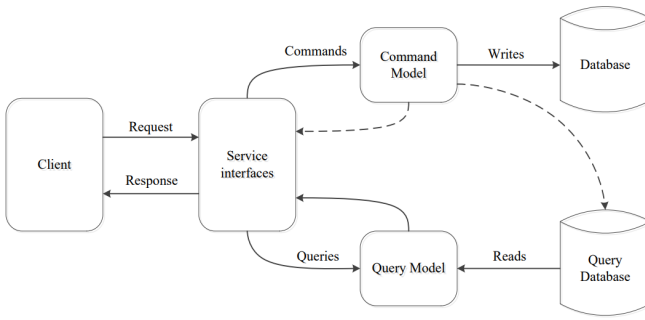 Commands
Command
Model
Writes
Database
Request
Client
Service
interfaces
Response
Queries
Query Model
Reads
Query
Database